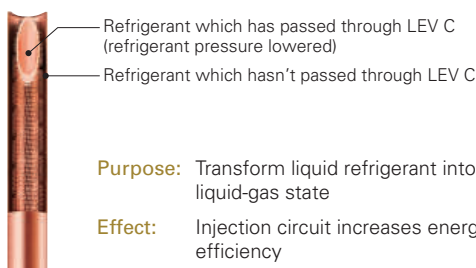 Refrigerant which has passed through LEV C
(refrigerant pressure lowered)
Refrigerant which hasn't passed through LEV C
Purpose: Transform liquid refrigerant into
liquid-gas state
Effect: Injection circuit increases energ
efficiency